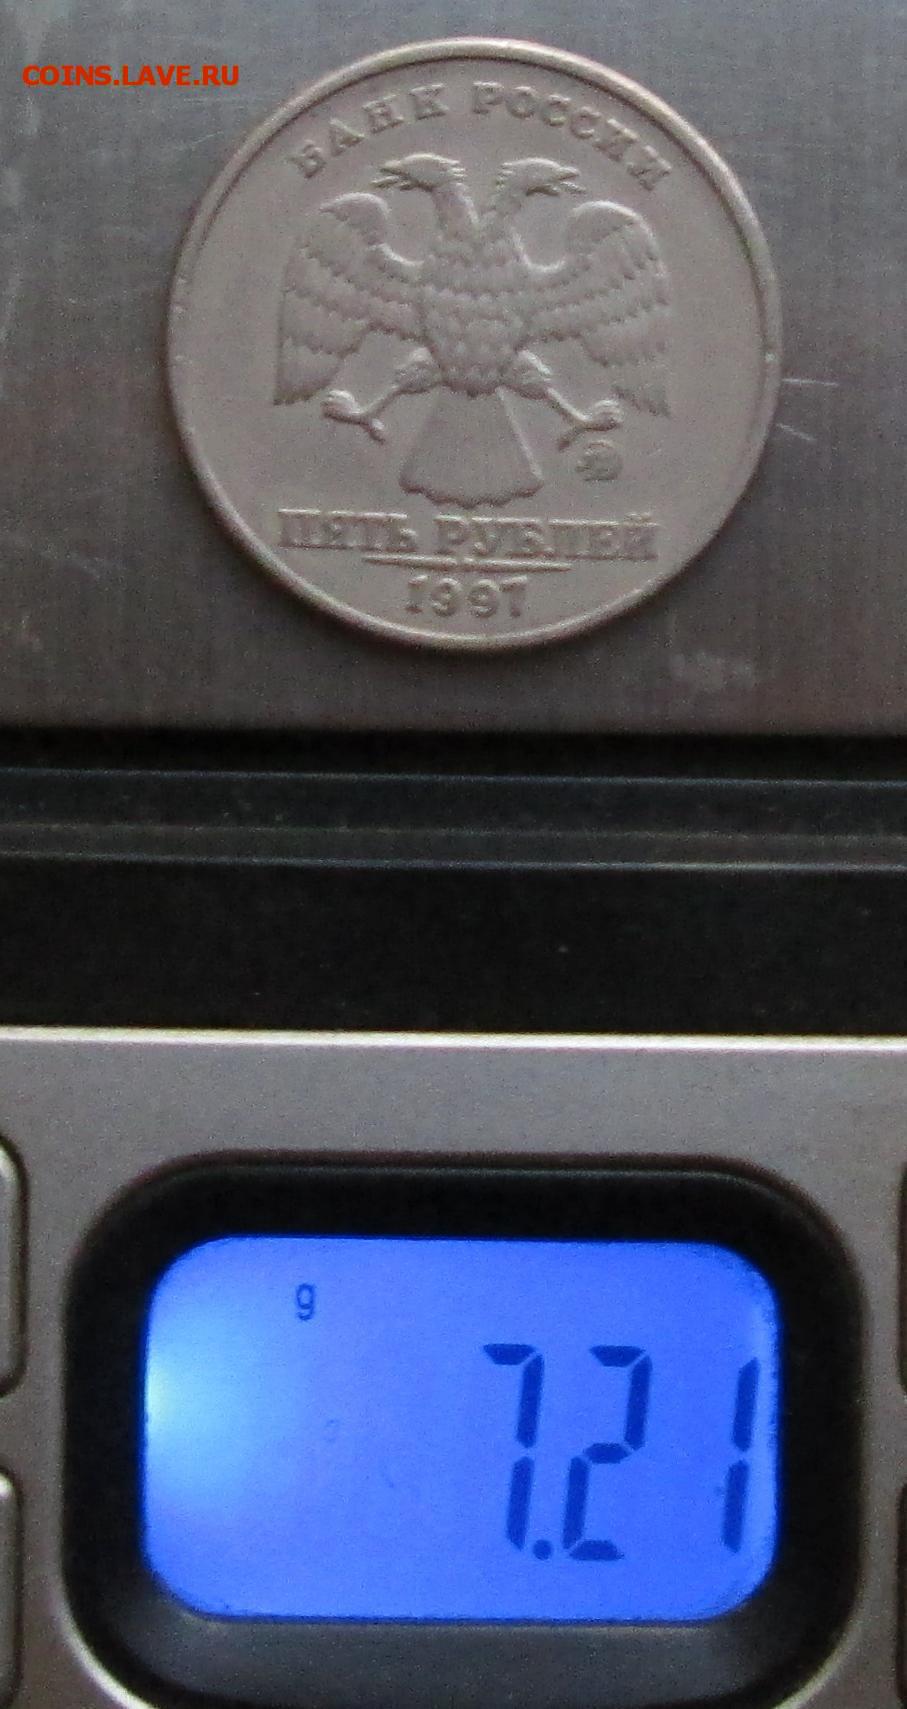 COINS.LAVE.RU
БАНК РОССИИ
ПЯТЬ РУБЛЕЙ
1997
g
7.21